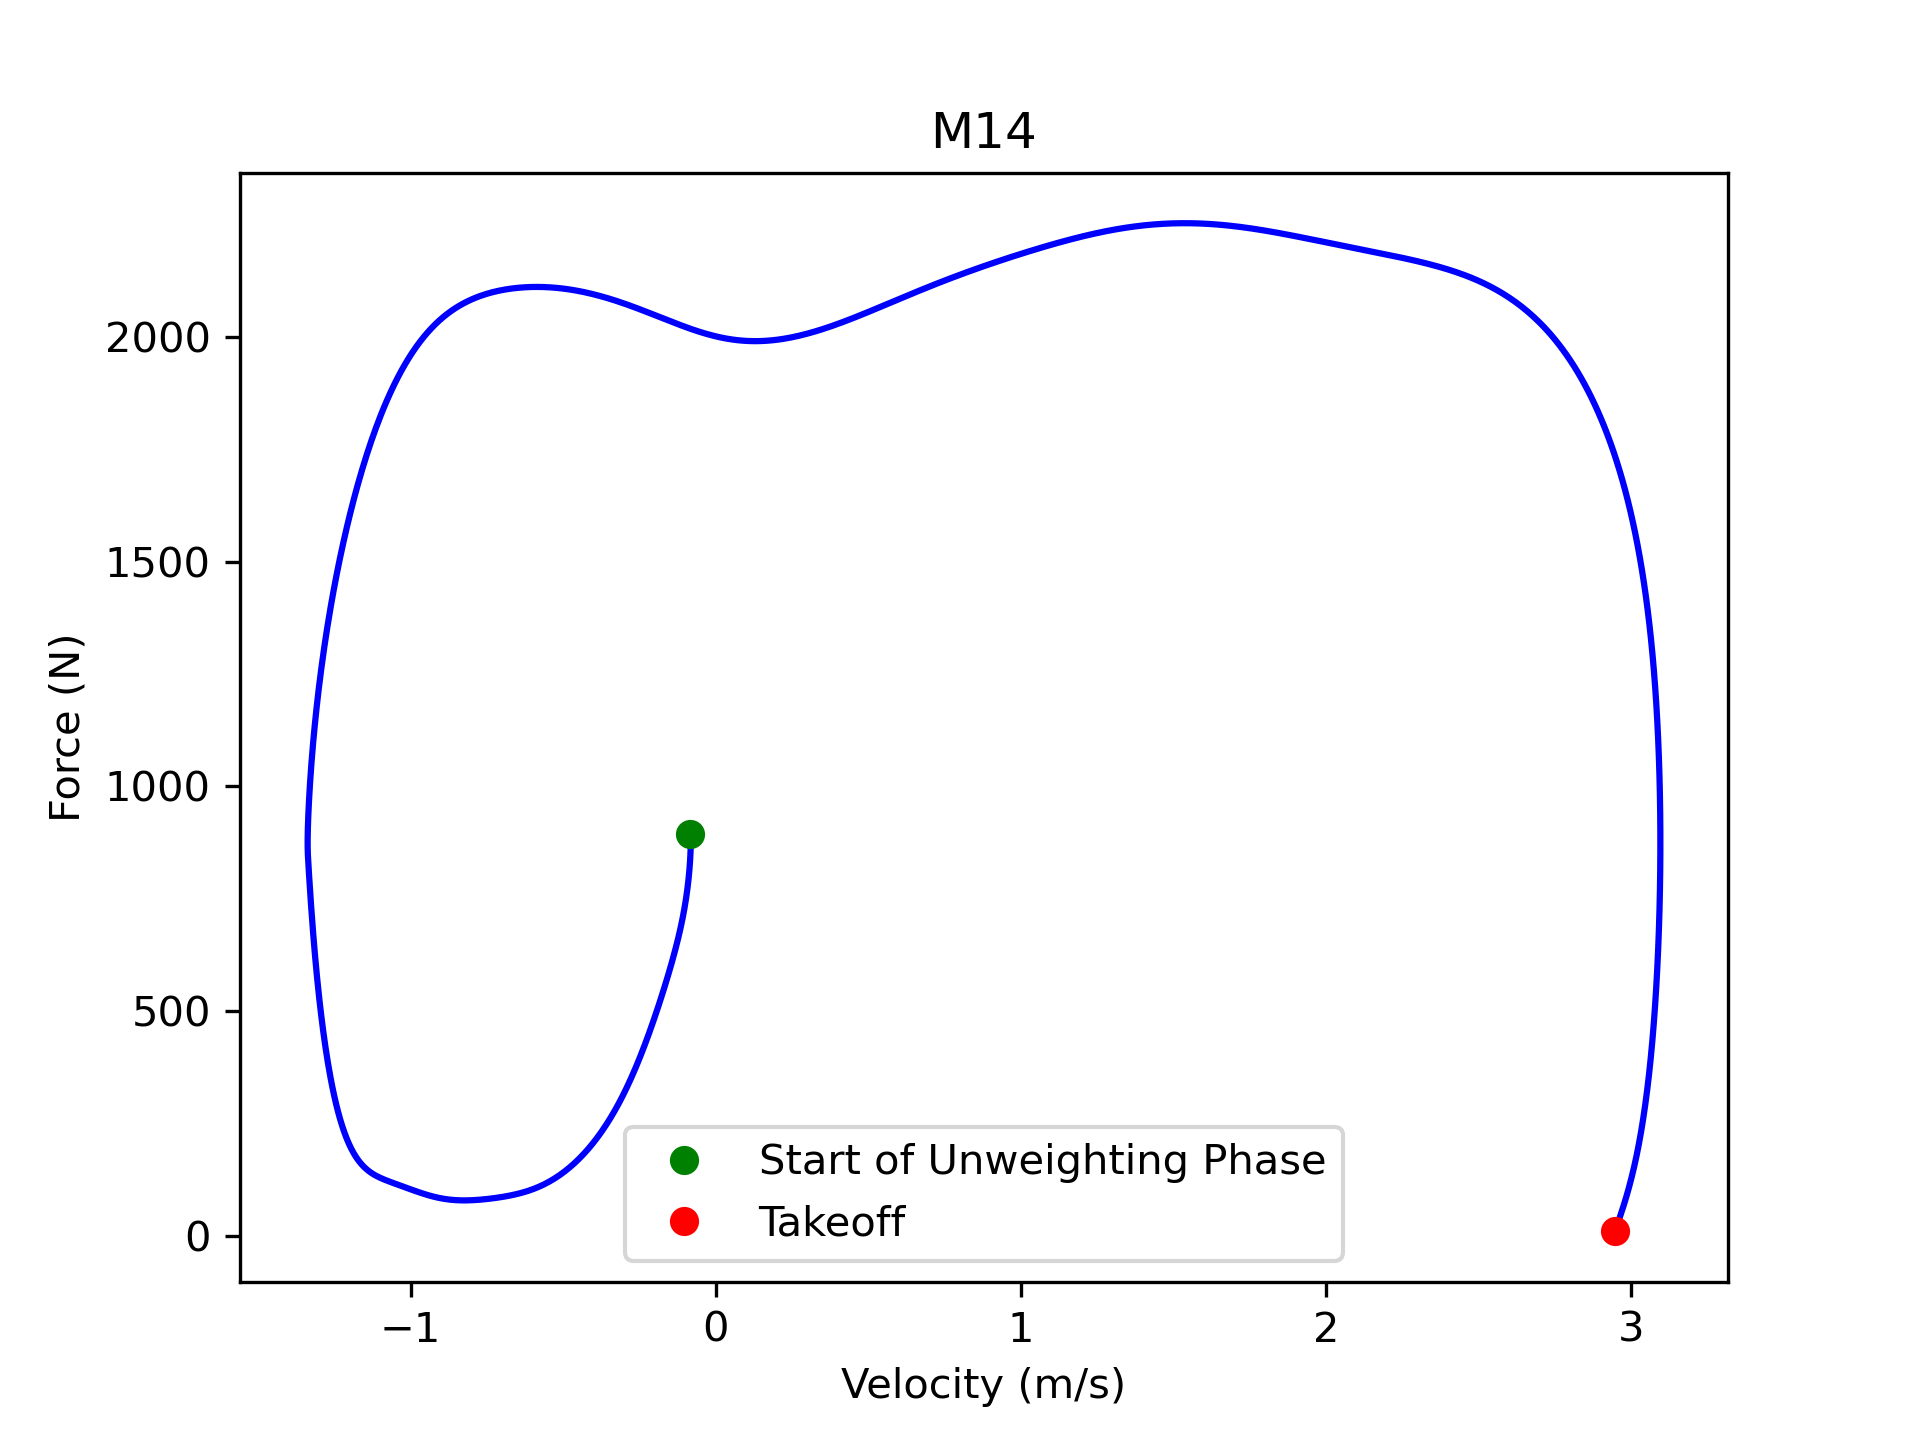 M14
Force (N)
2000
1500
1000
500
0
Start of Unweighting Phase
Takeoff
−1 0 1 2 3
Velocity (m/s)